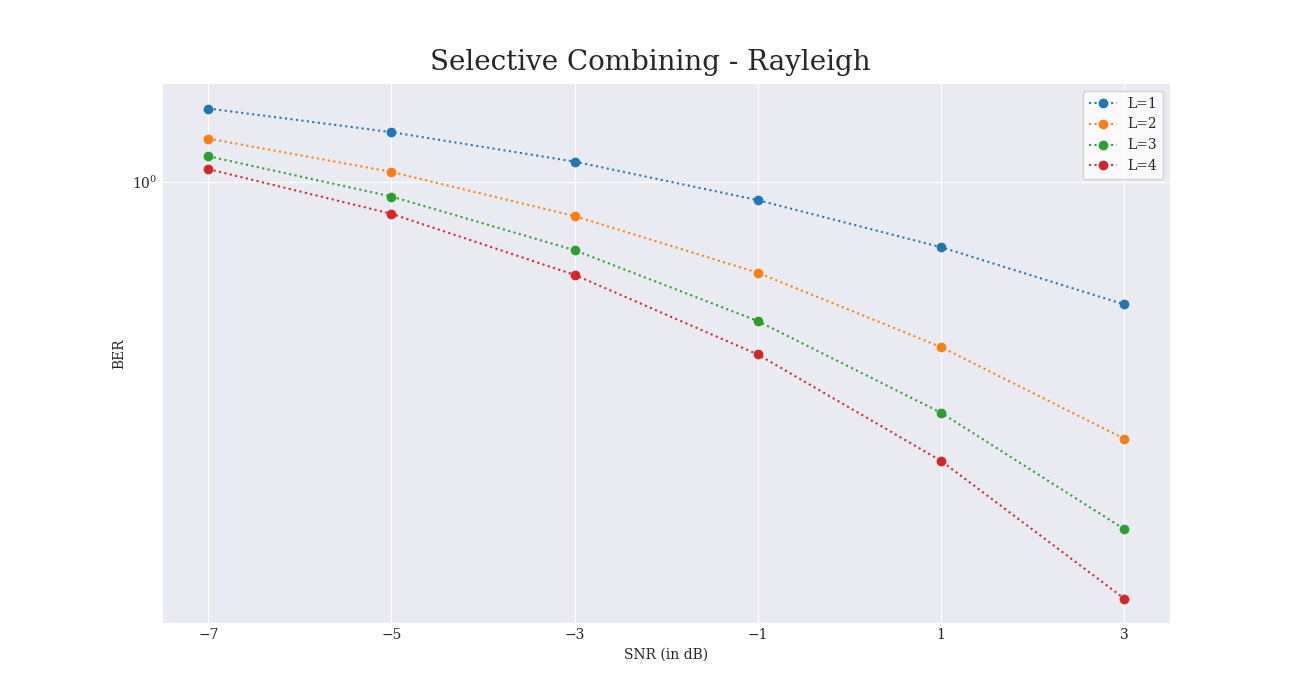 Selective Combining - Rayleigh
L=1
L=2
L=3
L=4
10⁰
BER
−7 −5 −3 −1 1 3
SNR (in dB)